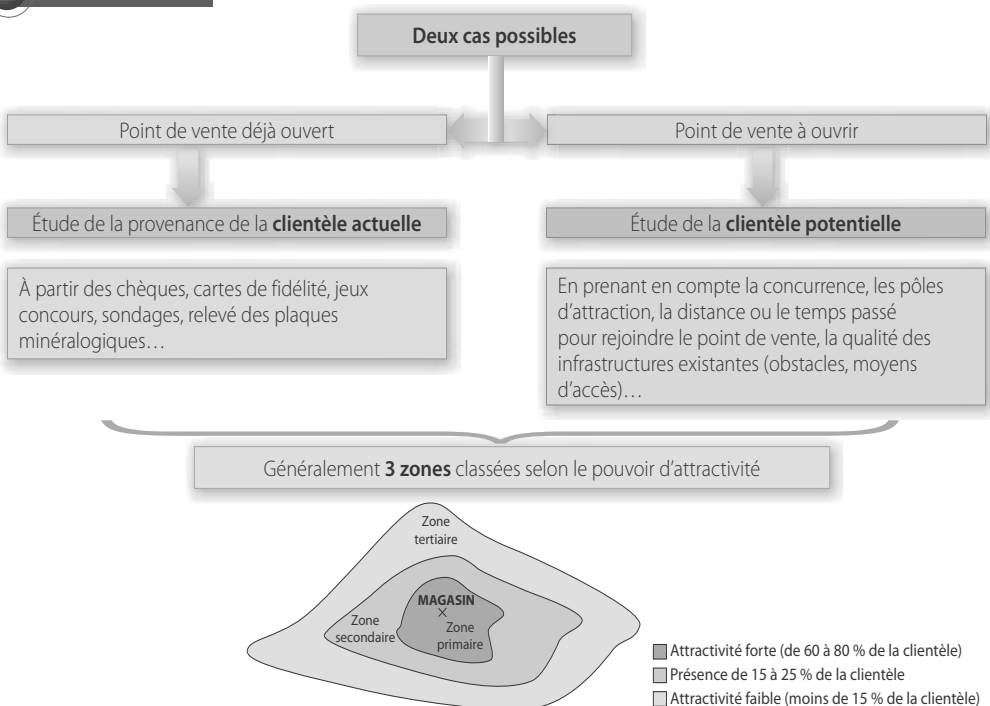 Deux cas possibles
Point de vente déjà ouvert
Point de vente à ouvrir
Étude de la provenance de la clientèle actuelle
Étude de la clientèle potentielle
À partir des chèques, cartes de fidélité, jeux
concours, sondages, relevé des plaques
minéralogiques…
En prenant en compte la concurrence, les pôles
d’attraction, la distance ou le temps passé
pour rejoindre le point de vente, la qualité des
infrastructures existantes (obstacles, moyens
d’accès)…
Généralement 3 zones classées selon le pouvoir d’attractivité
Zone
tertiaire
MAGASIN
Zone
secondaire
Zone
primaire
Attractivité forte (de 60 à 80 % de la clientèle)
Présence de 15 à 25 % de la clientèle
Attractivité faible (moins de 15 % de la clientèle)